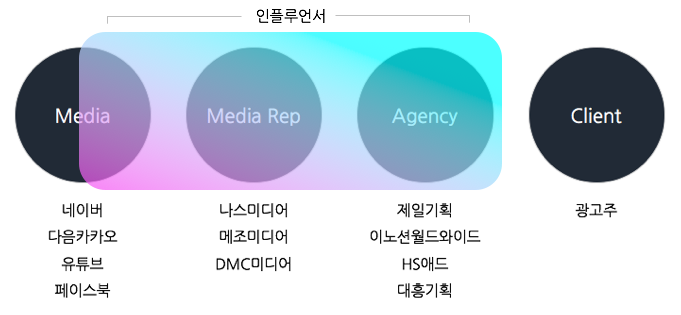 인플루언서
Media
Media Rep
Agency
Client
네이버
다음카카오
유튜브
페이스북
나스미디어
메조미디어
DMC미디어
제일기획
이노션월드와이드
HS애드
대흥기획
광고주